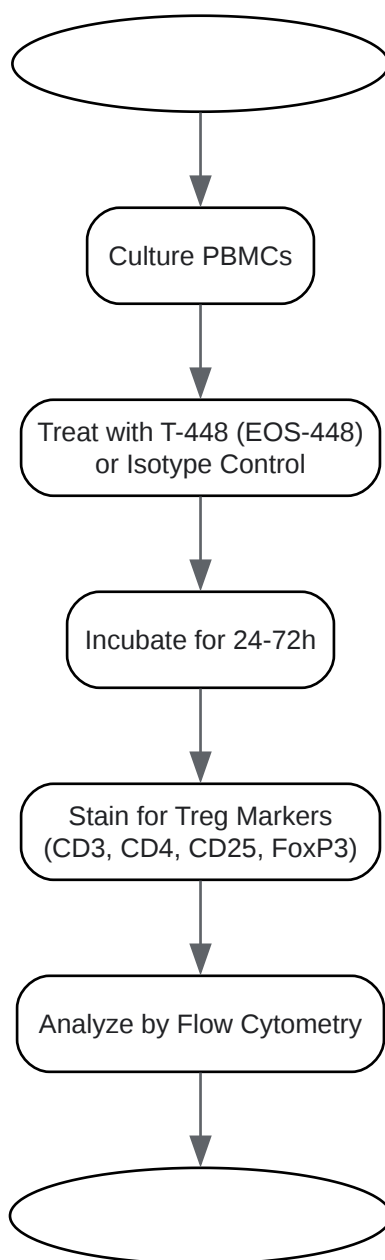 Culture PBMCs
Treat with T-448 (EOS-448)
or Isotype Control
Incubate for 24-72h
Stain for Treg Markers
(CD3, CD4, CD25, FoxP3)
Analyze by Flow Cytometry